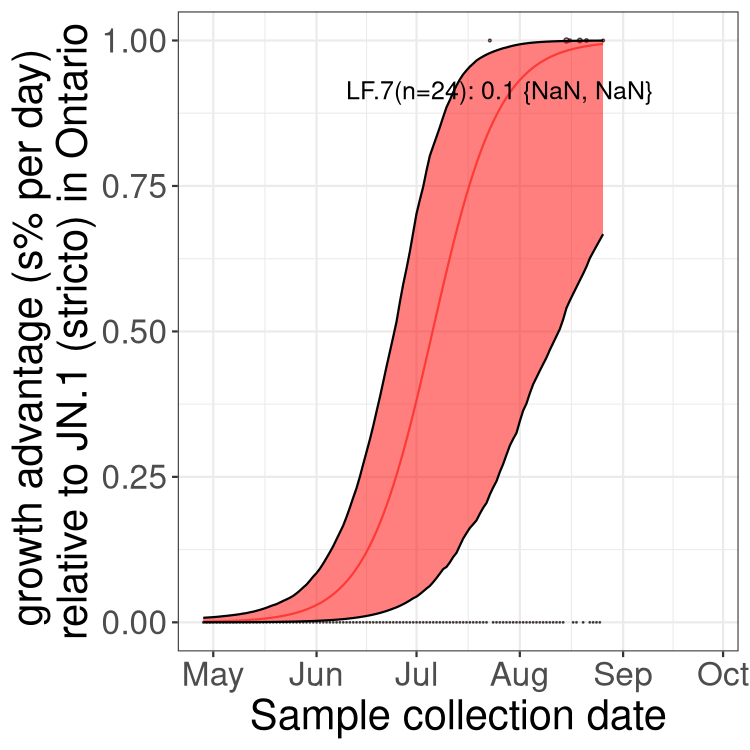 growth advantage (s% per day)
relative to JN.1 (stricto) in Ontario
1.00
0.75
0.50
0.25
0.00
LF.7(n=24): 0.1 {NaN, NaN}
May Jun Jul Aug Sep Oct
Sample collection date